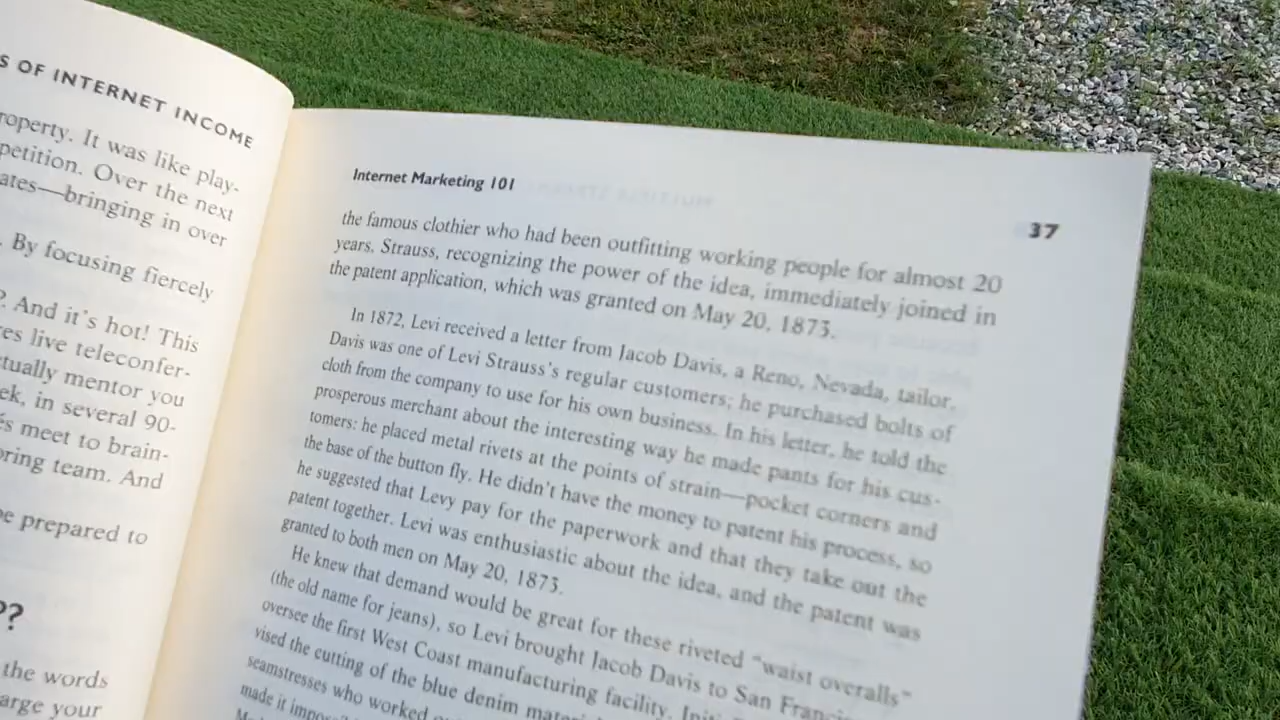 S OF INTERNET INCOME
roperty. It was like play-
petition. Over the next
ates—bringing in over
. By focusing fiercely
? And it's hot! This
res live teleconfer-
ctually mentor you
ek, in several 90-
és meet to brain-
oring team. And
be prepared to
?
the words
arge your
Internet Marketing 101
37
the famous clothier who had been outfitting working people for almost 20
years. Strauss, recognizing the power of the idea, immediately joined in
the patent application, which was granted on May 20, 1873.
In 1872, Levi received a letter from Jacob Davis, a Reno, Nevada, tailor.
Davis was one of Levi Strauss's regular customers; he purchased bolts of
cloth from the company to use for his own business. In his letter, he told the
prosperous merchant about the interesting way he made pants for his cus-
tomers: he placed metal rivets at the points of strain—pocket corners and
the base of the button fly. He didn't have the money to patent his process, so
he suggested that Levy pay for the paperwork and that they take out the
patent together. Levi was enthusiastic about the idea, and the patent was
granted to both men on May 20, 1873.
He knew that demand would be great for these riveted "waist overalls"
(the old name for jeans), so Levi brought Jacob Davis to San Francis
oversee the first West Coast manufacturing facility. Initi
vised the cutting of the blue denim mater
seamstresses who worked
made it impos